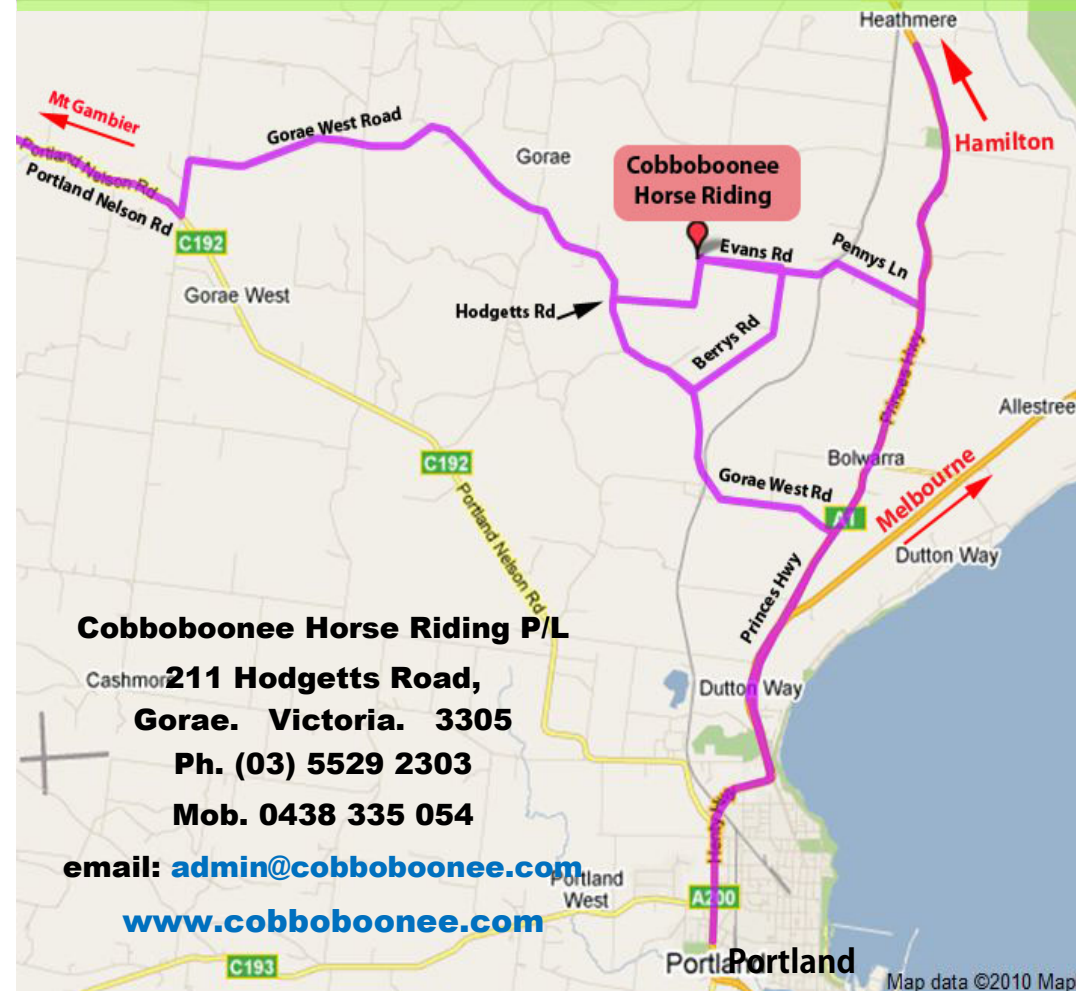 Heathmere
Mt Gambier
Gorae West Road
Hamilton
Gorae
Cobboboonee
Horse Riding
Portland Nelson Rd
Portland Nelson Rd
C192
Evans Rd
Pennys Ln
Gorae West
Hodgetts Rd
Berrys Rd
Princes Hwy
Allestree
C192
Bolwarra
Melbourne
Gorae West Rd
A1
Portland Nelson Rd
Dutton Way
Princes Hwy
Cobboboonee Horse Riding P/L
Cashmore
211 Hodgetts Road,
Dutton Way
Gorae. Victoria. 3305
Ph. (03) 5529 2303
Mob. 0438 335 054
Henty Hwy
email: admin@cobboboonee.com
Portland
West
A200
www.cobboboonee.com
C193
Portland
Portland
Map data ©2010 Map